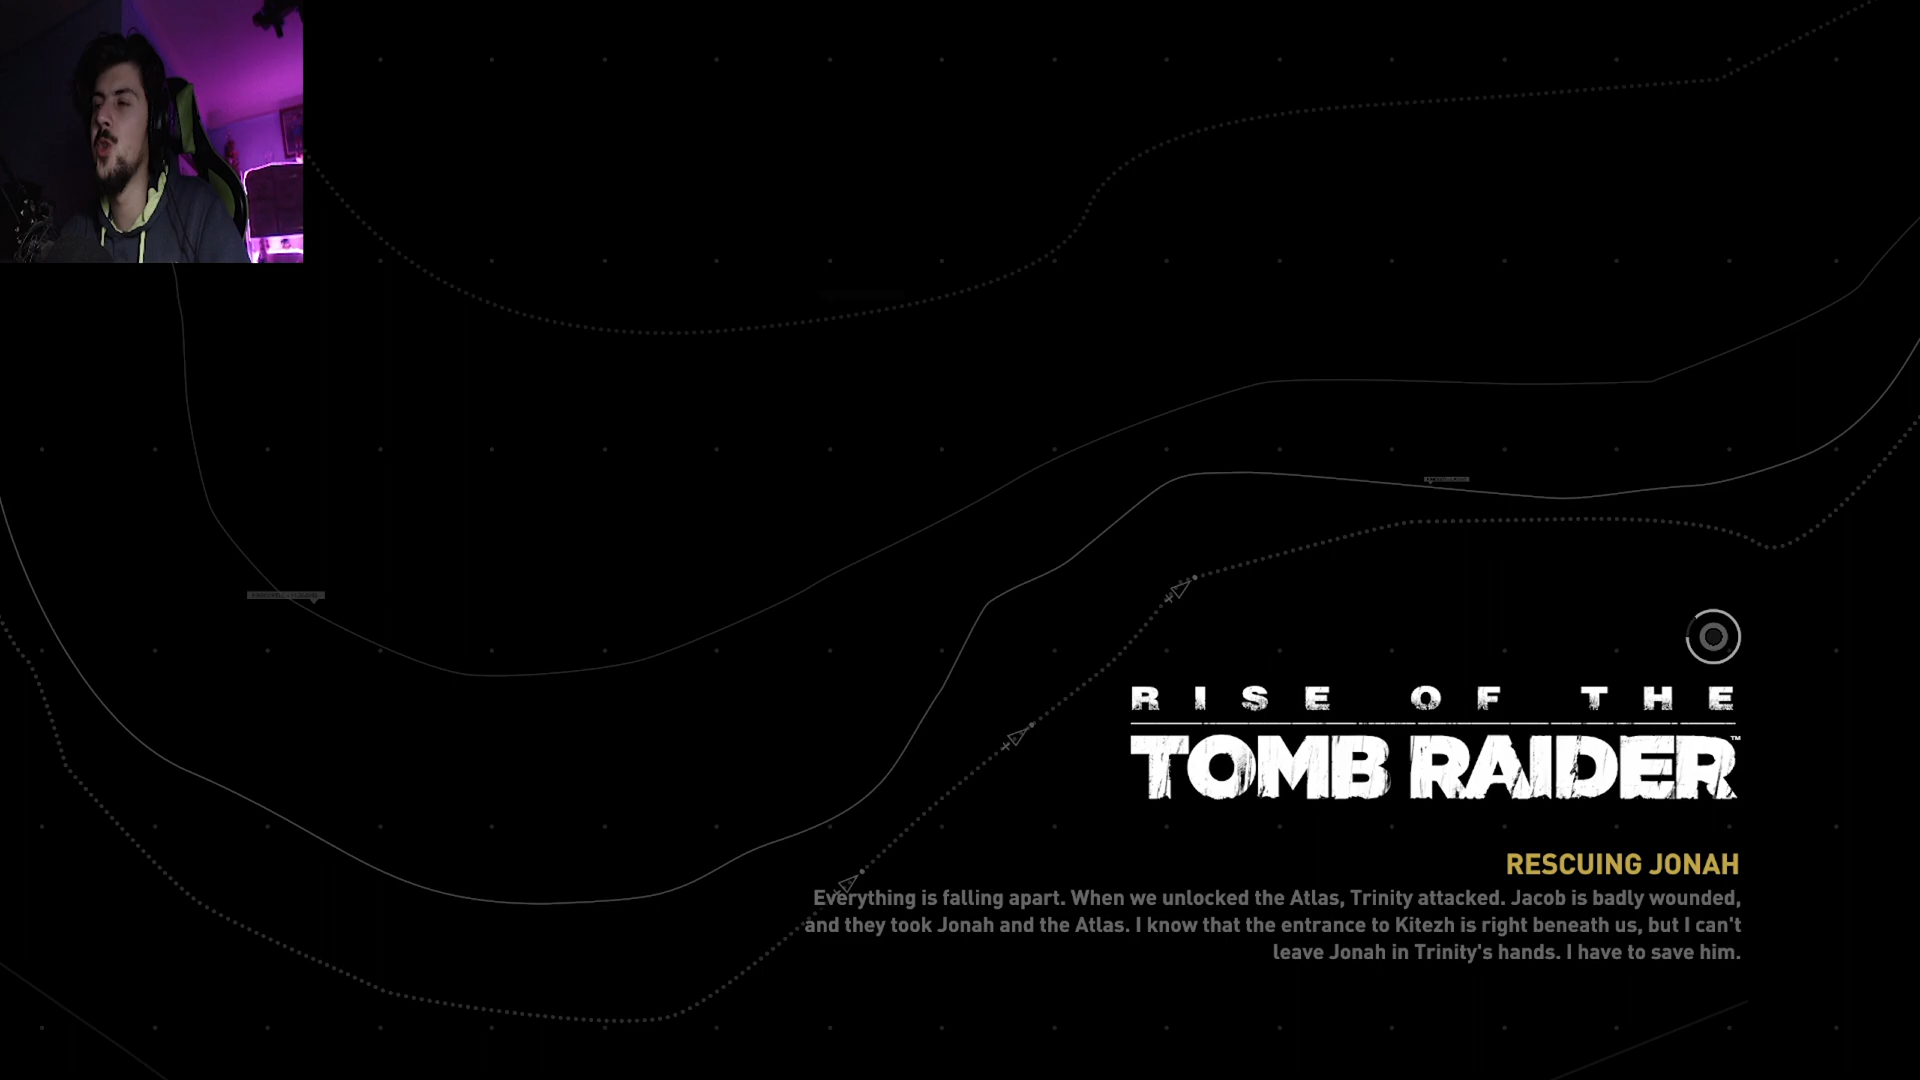 RISE OF THE
TOMB RAIDER™
RESCUING JONAH
Everything is falling apart. When we unlocked the Atlas, Trinity attacked. Jacob is badly wounded,
and they took Jonah and the Atlas. I know that the entrance to Kitezh is right beneath us, but I can't
leave Jonah in Trinity's hands. I have to save him.